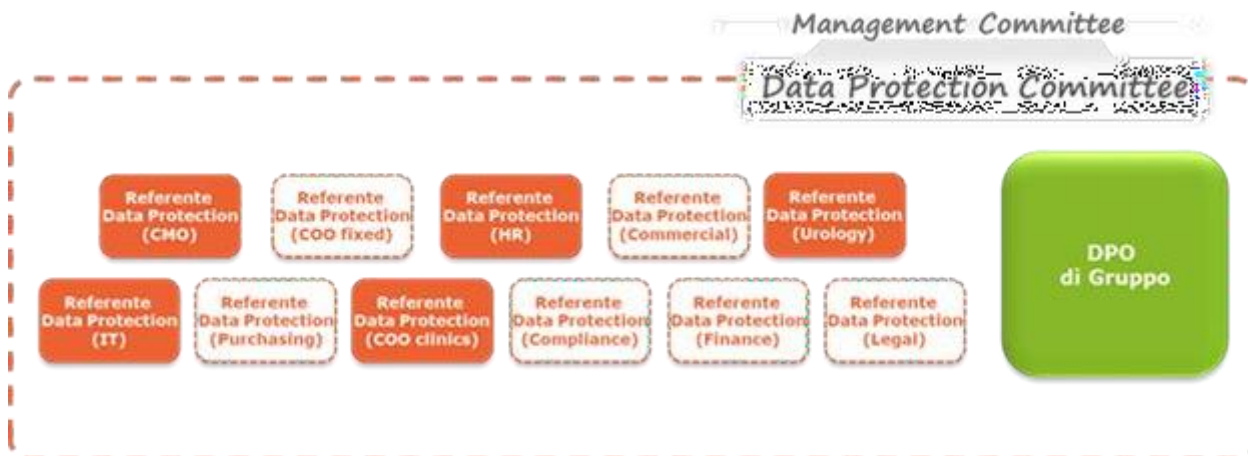 Management Committee
Data Protection Committee
Referente
Data Protection
(CMO)
Referente
Data Protection
(COO fixed)
Referente
Data Protection
(HR)
Referente
Data Protection
(Commercial)
Referente
Data Protection
(Urology)
DPO
di Gruppo
Referente
Data Protection
(IT)
Referente
Data Protection
(Purchasing)
Referente
Data Protection
(COO clinics)
Referente
Data Protection
(Compliance)
Referente
Data Protection
(Finance)
Referente
Data Protection
(Legal)